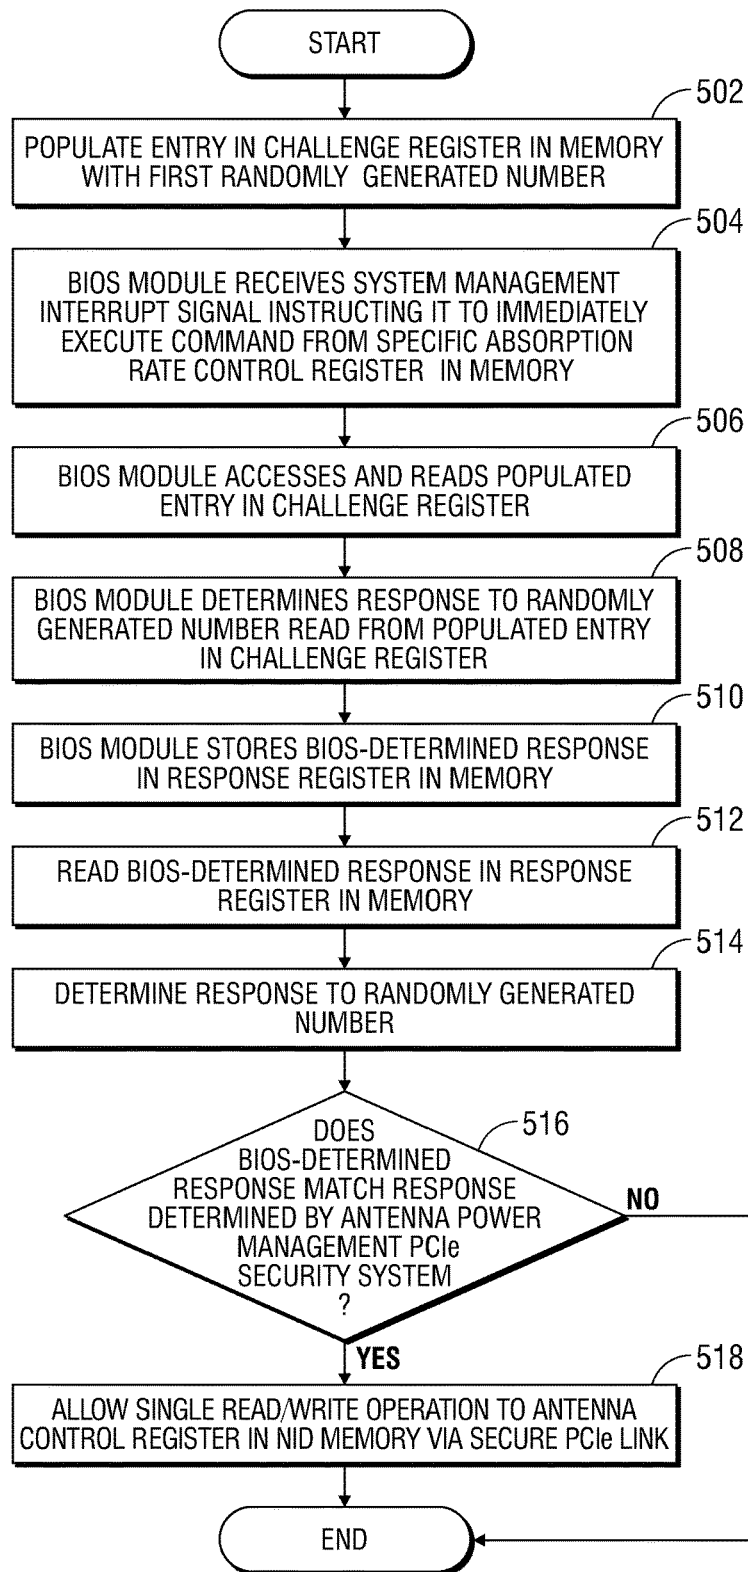 START
502
POPULATE ENTRY IN CHALLENGE REGISTER IN MEMORY
WITH FIRST RANDOMLY GENERATED NUMBER
504
BIOS MODULE RECEIVES SYSTEM MANAGEMENT
INTERRUPT SIGNAL INSTRUCTING IT TO IMMEDIATELY
EXECUTE COMMAND FROM SPECIFIC ABSORPTION
RATE CONTROL REGISTER IN MEMORY
506
BIOS MODULE ACCESSES AND READS POPULATED
ENTRY IN CHALLENGE REGISTER
508
BIOS MODULE DETERMINES RESPONSE TO RANDOMLY
GENERATED NUMBER READ FROM POPULATED ENTRY
IN CHALLENGE REGISTER
510
BIOS MODULE STORES BIOS-DETERMINED RESPONSE
IN RESPONSE REGISTER IN MEMORY
512
READ BIOS-DETERMINED RESPONSE IN RESPONSE
REGISTER IN MEMORY
514
DETERMINE RESPONSE TO RANDOMLY GENERATED
NUMBER
516
DOES
BIOS-DETERMINED
RESPONSE MATCH RESPONSE
DETERMINED BY ANTENNA POWER
MANAGEMENT PCIe
SECURITY SYSTEM
?
NO
YES
518
ALLOW SINGLE READ/WRITE OPERATION TO ANTENNA
CONTROL REGISTER IN NID MEMORY VIA SECURE PCIe LINK
END